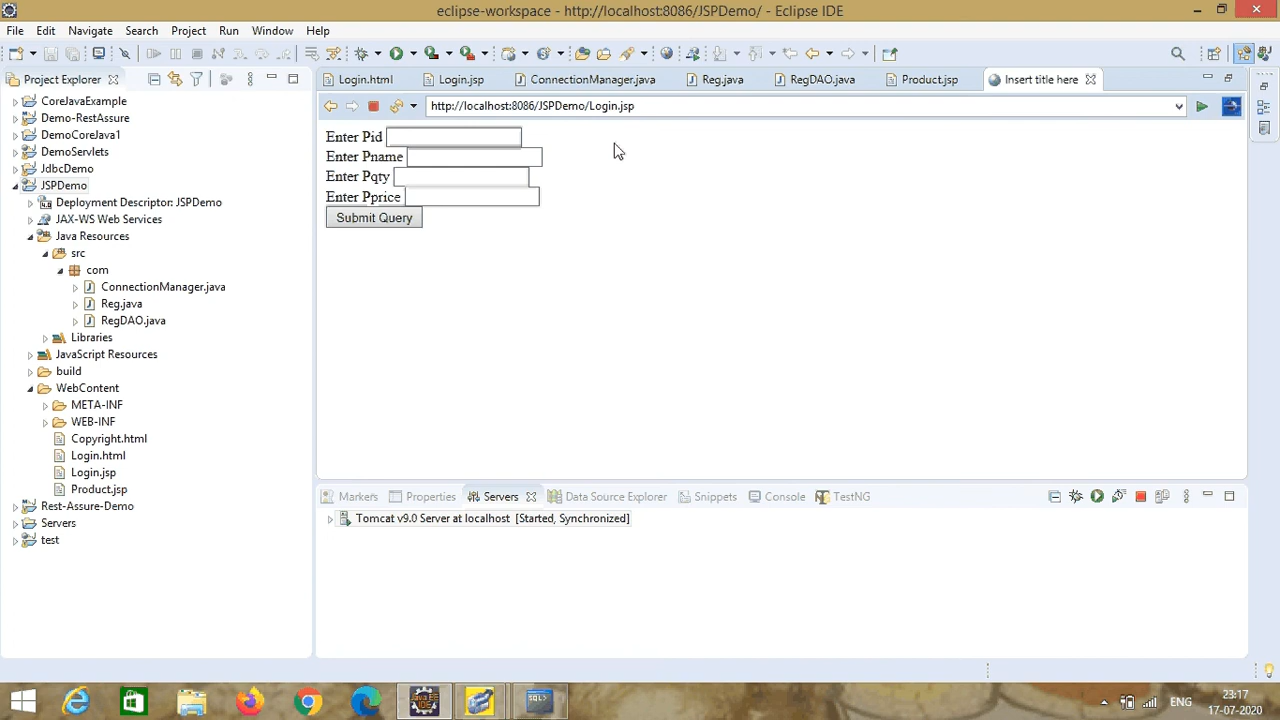 eclipse-workspace - http://localhost:8086/JSPDemo/ - Eclipse IDE
File Edit Navigate Search Project Run Window Help
Project Explorer
Login.html Login.jsp ConnectionManager.java Reg.java RegDAO.java Product.jsp Insert title here
http://localhost:8086/JSPDemo/Login.jsp
CoreJavaExample
Demo-RestAssure
DemoCoreJava1
DemoServlets
JdbcDemo
JSPDemo
Deployment Descriptor: JSPDemo
JAX-WS Web Services
Java Resources
src
com
ConnectionManager.java
Reg.java
RegDAO.java
Libraries
JavaScript Resources
build
WebContent
META-INF
WEB-INF
Copyright.html
Login.html
Login.jsp
Product.jsp
Rest-Assure-Demo
Servers
test
Enter Pid
Enter Pname
Enter Pqty
Enter Pprice
Submit Query
Markers Properties Servers Data Source Explorer Snippets Console TestNG
Tomcat v9.0 Server at localhost [Started, Synchronized]
ENG
23:17
17-07-2020